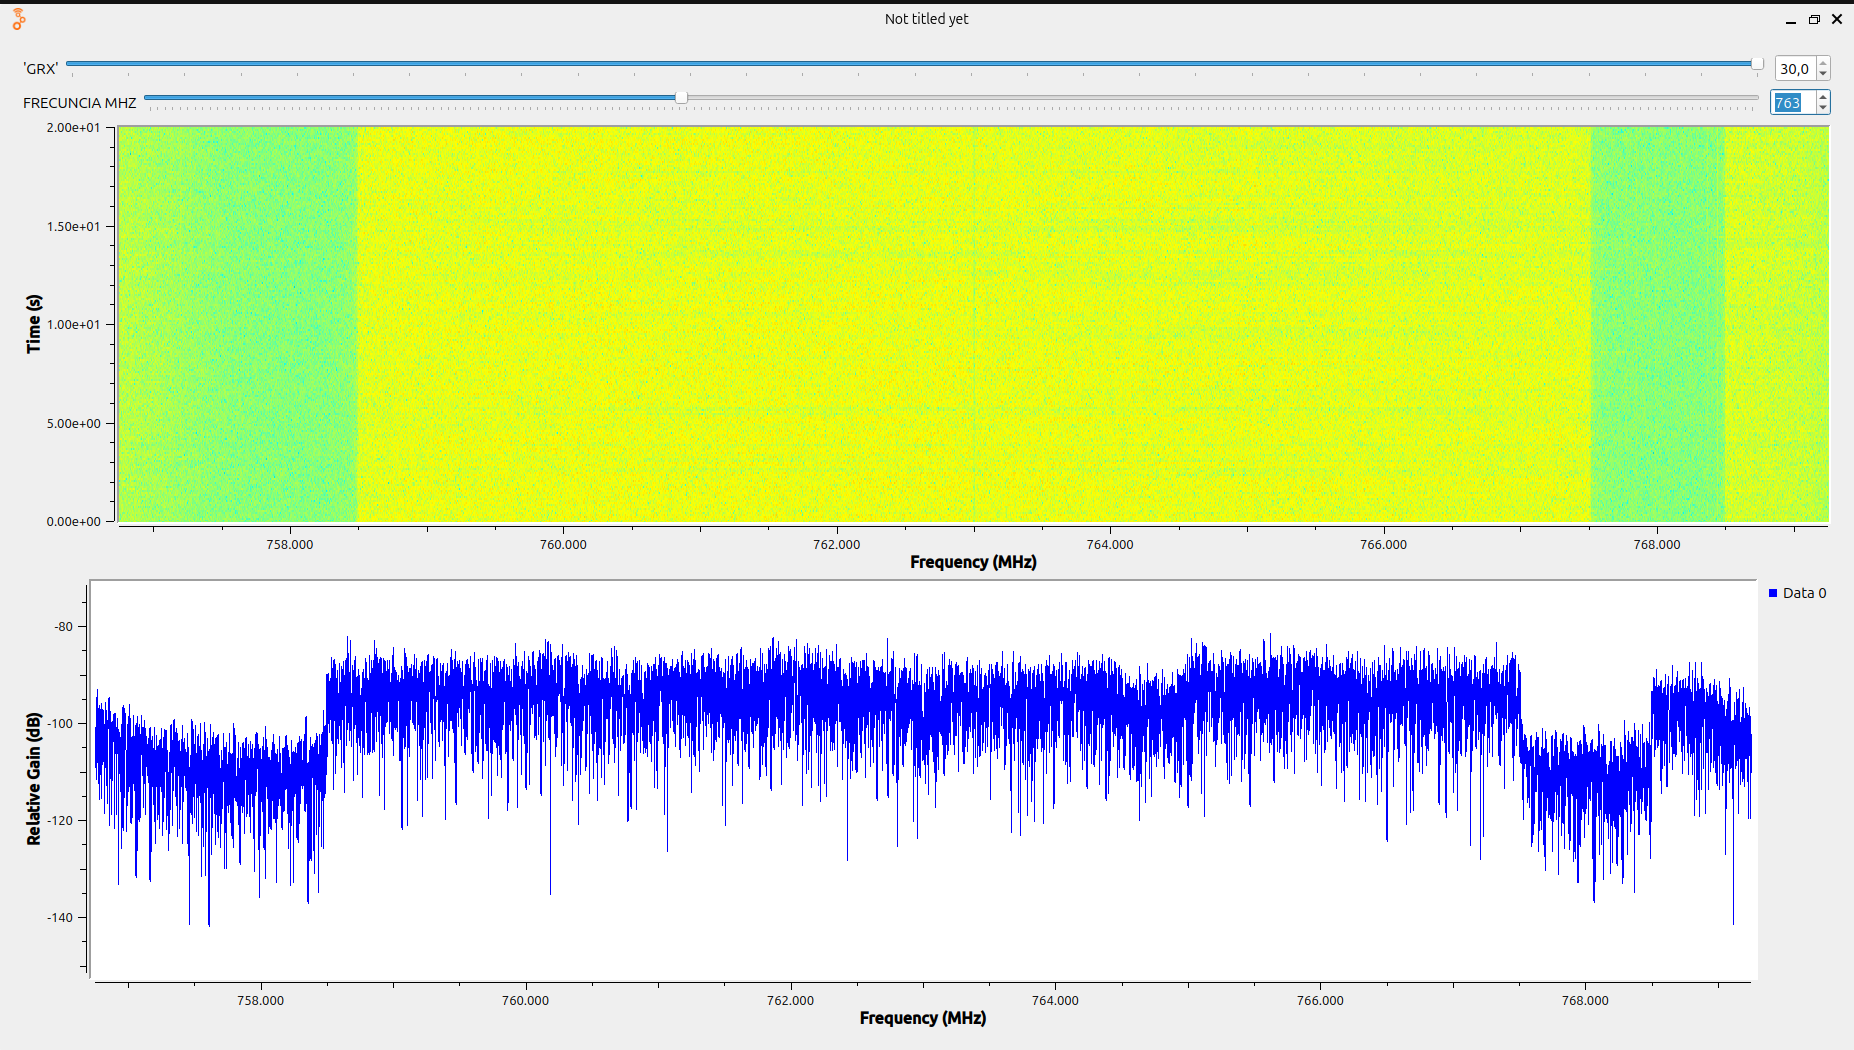 Not titled yet
'GRX'
30,0
FRECUNCIA MHZ
763
2.00e+01
1.50e+01
1.00e+01
5.00e+00
0.00e+00
Time (s)
758.000 760.000 762.000 764.000 766.000 768.000
Frequency (MHz)
Data 0
-80
-100
-120
-140
Relative Gain (dB)
758.000 760.000 762.000 764.000 766.000 768.000
Frequency (MHz)